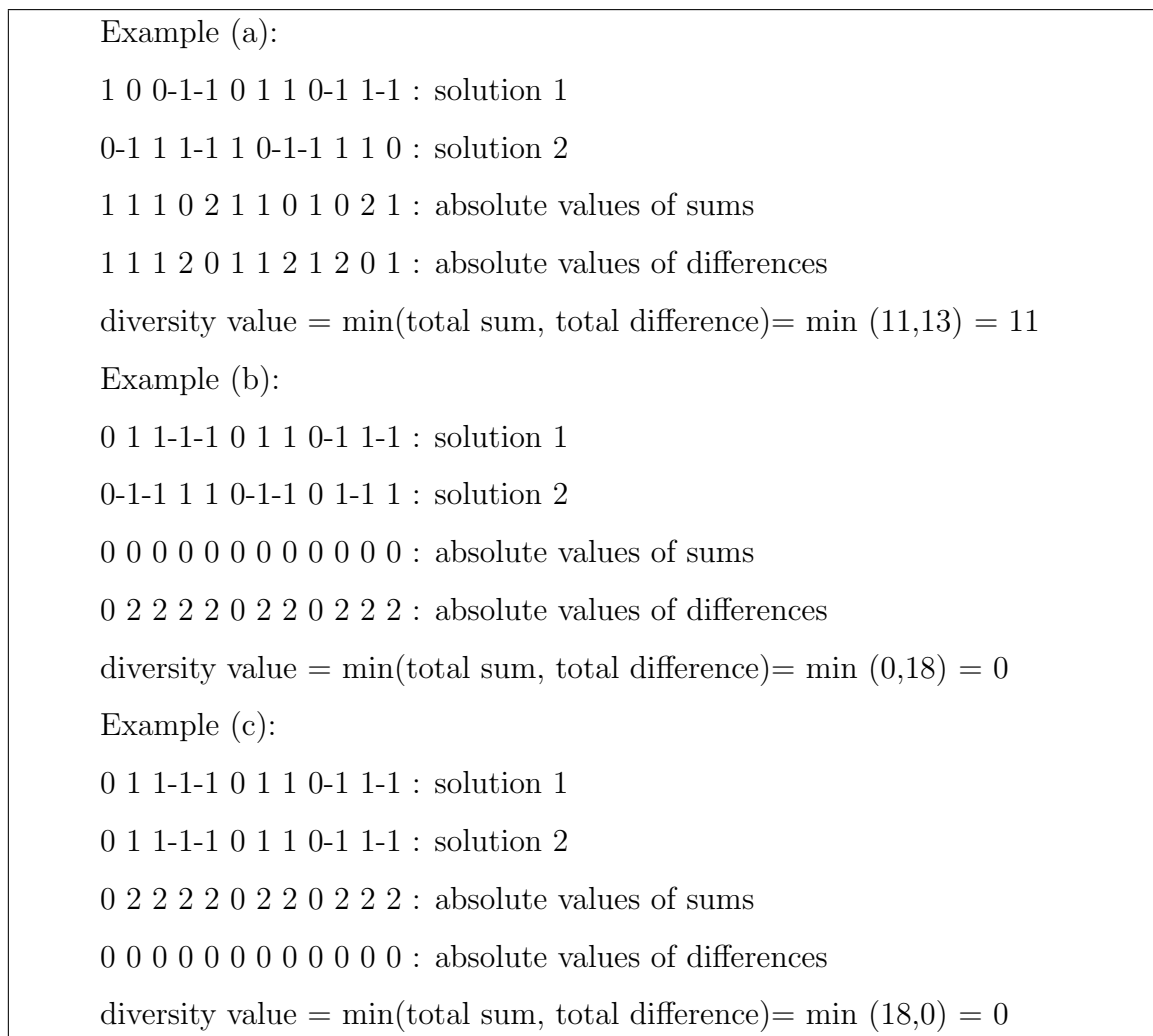 Example (a):
1 0 0-1-1 0 1 1 0-1 1-1 : solution 1
0-1 1 1-1 1 0-1-1 1 1 0 : solution 2
1 1 1 0 2 1 1 0 1 0 2 1 : absolute values of sums
1 1 1 2 0 1 1 2 1 2 0 1 : absolute values of differences
diversity value = min(total sum, total difference)= min (11,13) = 11
Example (b):
0 1 1-1-1 0 1 1 0-1 1-1 : solution 1
0-1-1 1 1 0-1-1 0 1-1 1 : solution 2
0 0 0 0 0 0 0 0 0 0 0 0 : absolute values of sums
0 2 2 2 2 0 2 2 0 2 2 2 : absolute values of differences
diversity value = min(total sum, total difference)= min (0,18) = 0
Example (c):
0 1 1-1-1 0 1 1 0-1 1-1 : solution 1
0 1 1-1-1 0 1 1 0-1 1-1 : solution 2
0 2 2 2 2 0 2 2 0 2 2 2 : absolute values of sums
0 0 0 0 0 0 0 0 0 0 0 0 : absolute values of differences
diversity value = min(total sum, total difference)= min (18,0) = 0